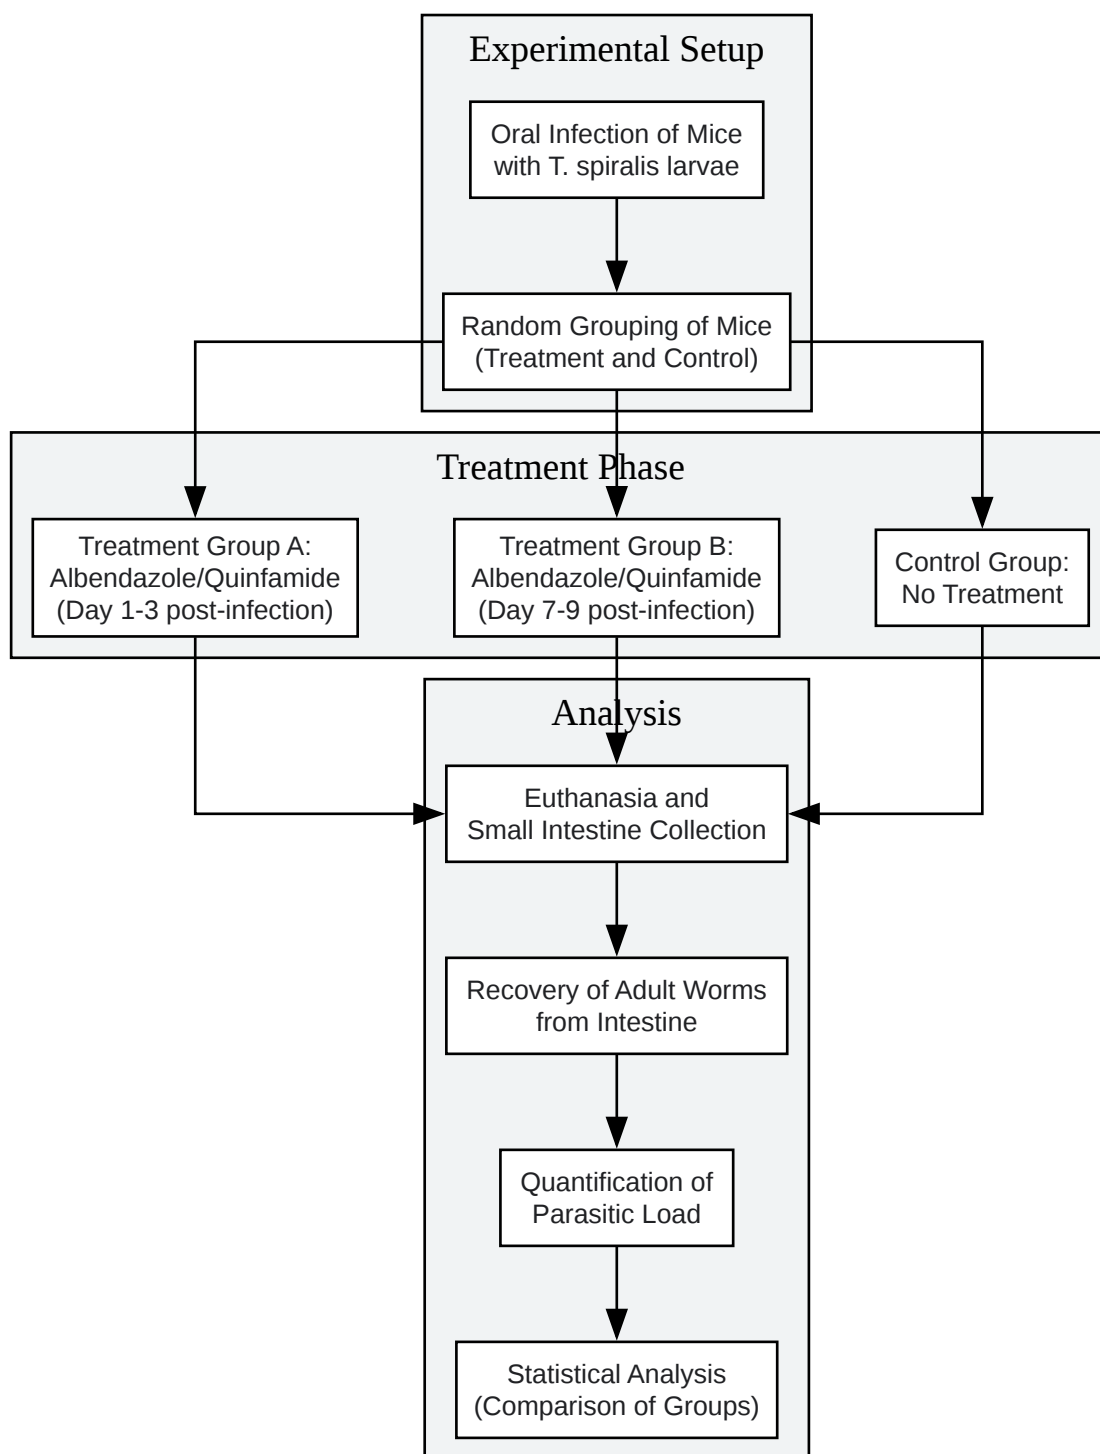 Experimental Setup
Oral Infection of Mice
with T. spiralis larvae
Random Grouping of Mice
(Treatment and Control)
Treatment Phase
Treatment Group A:
Albendazole/Quinfamide
(Day 1-3 post-infection)
Treatment Group B:
Albendazole/Quinfamide
(Day 7-9 post-infection)
Control Group:
No Treatment
Analysis
Euthanasia and
Small Intestine Collection
Recovery of Adult Worms
from Intestine
Quantification of
Parasitic Load
Statistical Analysis
(Comparison of Groups)